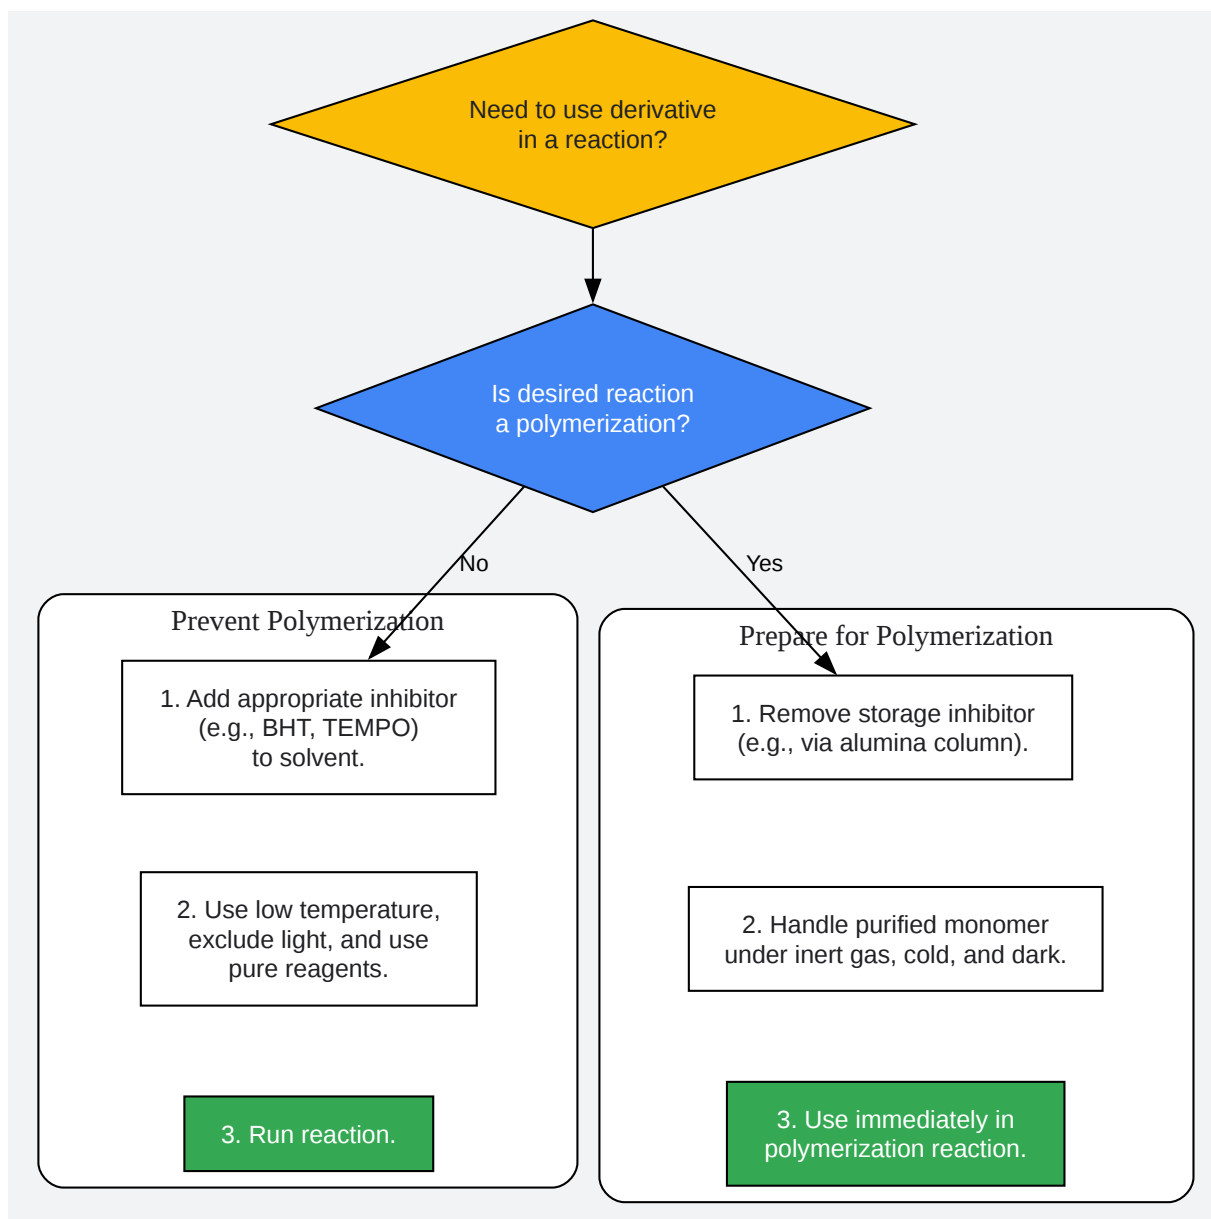 Need to use derivative
in a reaction?
Is desired reaction
a polymerization?
No
Yes
Prevent Polymerization
1. Add appropriate inhibitor
(e.g., BHT, TEMPO)
to solvent.
2. Use low temperature,
exclude light, and use
pure reagents.
3. Run reaction.
Prepare for Polymerization
1. Remove storage inhibitor
(e.g., via alumina column).
2. Handle purified monomer
under inert gas, cold, and dark.
3. Use immediately in
polymerization reaction.